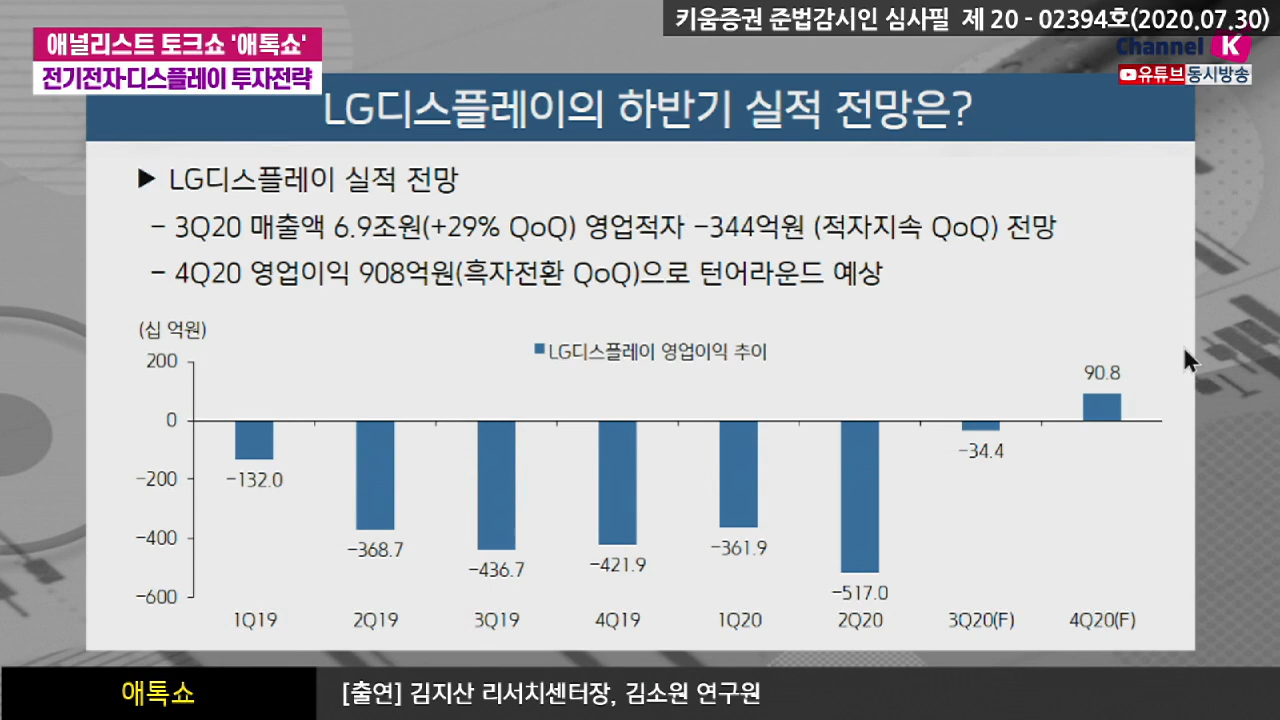 키움증권 준법감시인 심사필 제 20 - 02394호(2020.07.30)
애널리스트 토크쇼 '애톡쇼'
전기전자·디스플레이 투자전략
Channel K
유튜브 동시방송
LG디스플레이의 하반기 실적 전망은?
▶ LG디스플레이 실적 전망
- 3Q20 매출액 6.9조원(+29% QoQ) 영업적자 -344억원 (적자지속 QoQ) 전망
- 4Q20 영업이익 908억원(흑자전환 QoQ)으로 턴어라운드 예상
(십 억원)
LG디스플레이 영업이익 추이
200
0
-200
-400
-600
-132.0
-368.7
-436.7
-421.9
-361.9
-517.0
-34.4
90.8
1Q19 2Q19 3Q19 4Q19 1Q20 2Q20 3Q20(F) 4Q20(F)
애톡쇼
[출연] 김지산 리서치센터장, 김소원 연구원